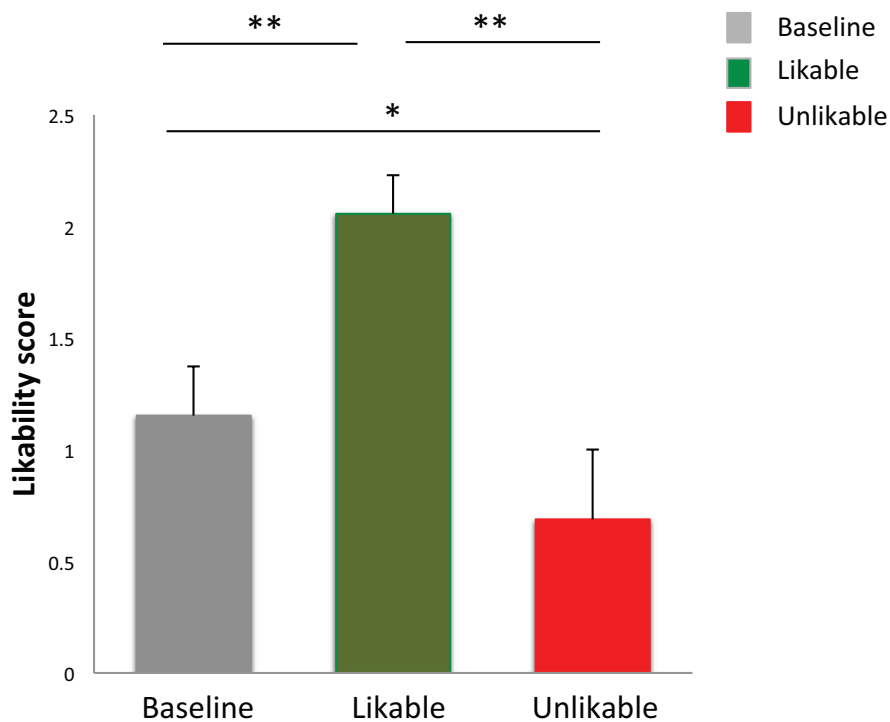 ** **
Baseline
Likable
Unlikable
*
2.5
2
1.5
1
0.5
0
Likability score
Baseline Likable Unlikable